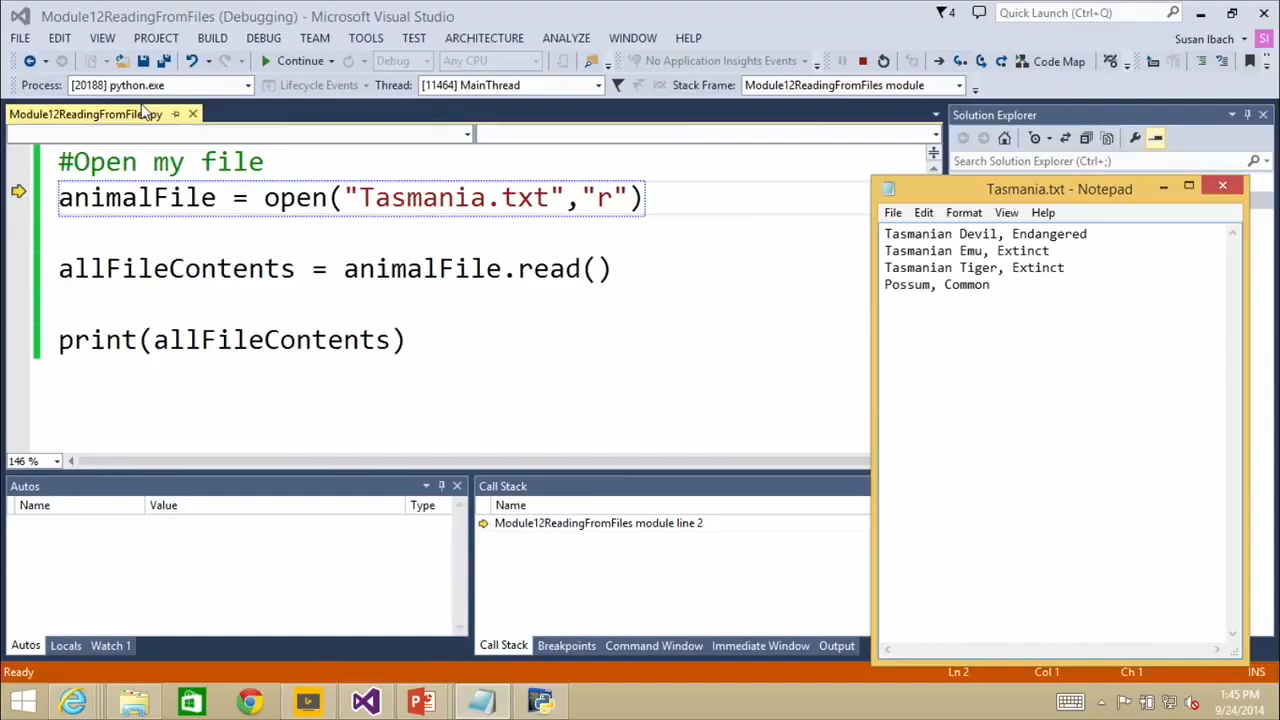 Module12ReadingFromFiles (Debugging) - Microsoft Visual Studio
4
Quick Launch (Ctrl+Q)
FILE EDIT VIEW PROJECT BUILD DEBUG TEAM TOOLS TEST ARCHITECTURE ANALYZE WINDOW HELP
Susan Ibach
SI
Continue Debug Any CPU No Application Insights Events Code Map
Process: [20188] python.exe Lifecycle Events Thread: [11464] MainThread Stack Frame: Module12ReadingFromFiles module
Module12ReadingFromFiles.py
Solution Explorer
Search Solution Explorer (Ctrl+;)
#Open my file
animalFile = open("Tasmania.txt","r")
allFileContents = animalFile.read()
print(allFileContents)
Tasmania.txt - Notepad
File Edit Format View Help
Tasmanian Devil, Endangered
Tasmanian Emu, Extinct
Tasmanian Tiger, Extinct
Possum, Common
146 %
Autos
Name Value Type
Call Stack
Name
Module12ReadingFromFiles module line 2
Autos Locals Watch 1
Call Stack Breakpoints Command Window Immediate Window Output
Ready
Ln 2 Col 1 Ch 1 INS
1:45 PM
9/24/2014